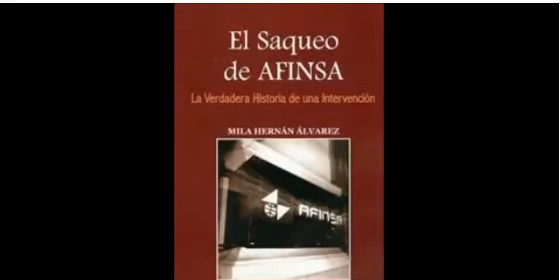 El Saqueo
de AFINSA
La Verdadera Historia de una Intervención
MILA HERNÁN ÁLVAREZ
AFINSA